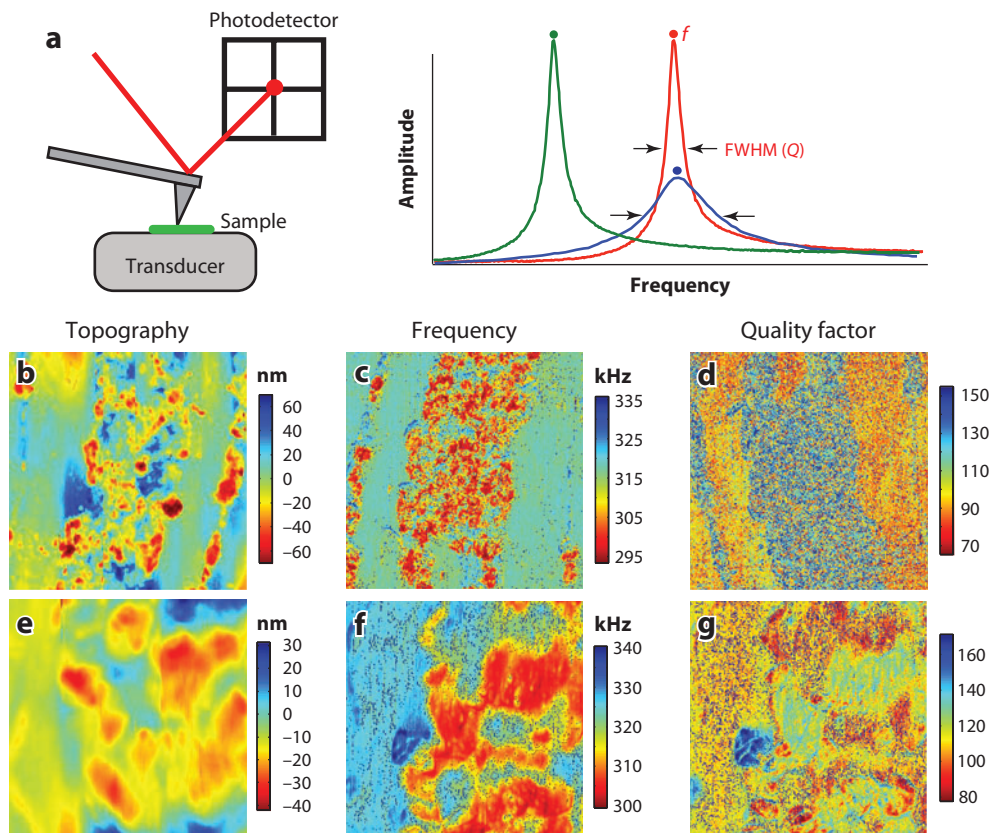 a
Photodetector
Sample
Transducer
Amplitude
f
FWHM (Q)
Frequency
Topography
Frequency
Quality factor
b
nm
60
40
20
0
−20
−40
−60
c
kHz
335
325
315
305
295
d
150
130
110
90
70
e
nm
30
20
10
0
−10
−20
−30
−40
f
kHz
340
330
320
310
300
g
160
140
120
100
80